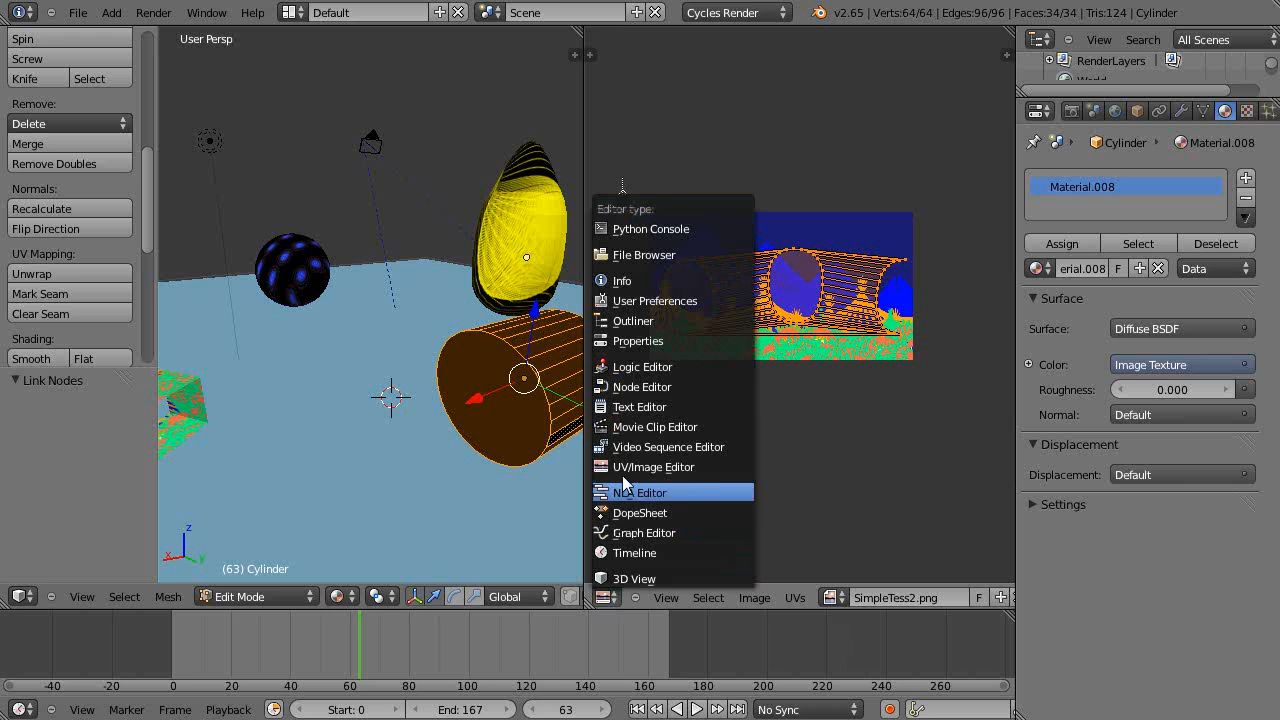 File Add Render Window Help Default Scene Cycles Render v2.65 | Verts:64/64 | Edges:96/96 | Faces:34/34 | Tris:124 | Cylinder
Spin
Screw
Knife Select
Remove:
Delete
Merge
Remove Doubles
Normals:
Recalculate
Flip Direction
UV Mapping:
Unwrap
Mark Seam
Clear Seam
Shading:
Smooth Flat
Link Nodes
User Persp
(63) Cylinder
z
x
y
Editor type:
Python Console
File Browser
Info
User Preferences
Outliner
Properties
Logic Editor
Node Editor
Text Editor
Movie Clip Editor
Video Sequence Editor
UV/Image Editor
Editor
DopeSheet
Graph Editor
Timeline
3D View
View Search All Scenes
RenderLayers
Cylinder Material.008
Material.008
Assign Select Deselect
erial.008 F Data
Surface
Surface: Diffuse BSDF
Color: Image Texture
Roughness: 0.000
Normal: Default
Displacement
Displacement: Default
Settings
View Select Mesh Edit Mode Global
View Select Image UVs SimpleTess2.png F
-40 -20 0 20 40 60 80 100 120 140 160 180 200 220 240 260
View Marker Frame Playback Start: 0 End: 167 63 No Sync